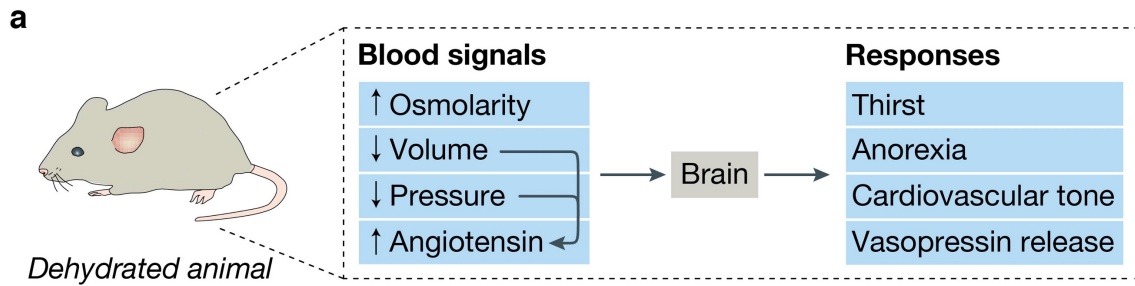 a
Blood signals
↑ Osmolarity
↓ Volume
↓ Pressure
↑ Angiotensin
Brain
Responses
Thirst
Anorexia
Cardiovascular tone
Vasopressin release
Dehydrated animal